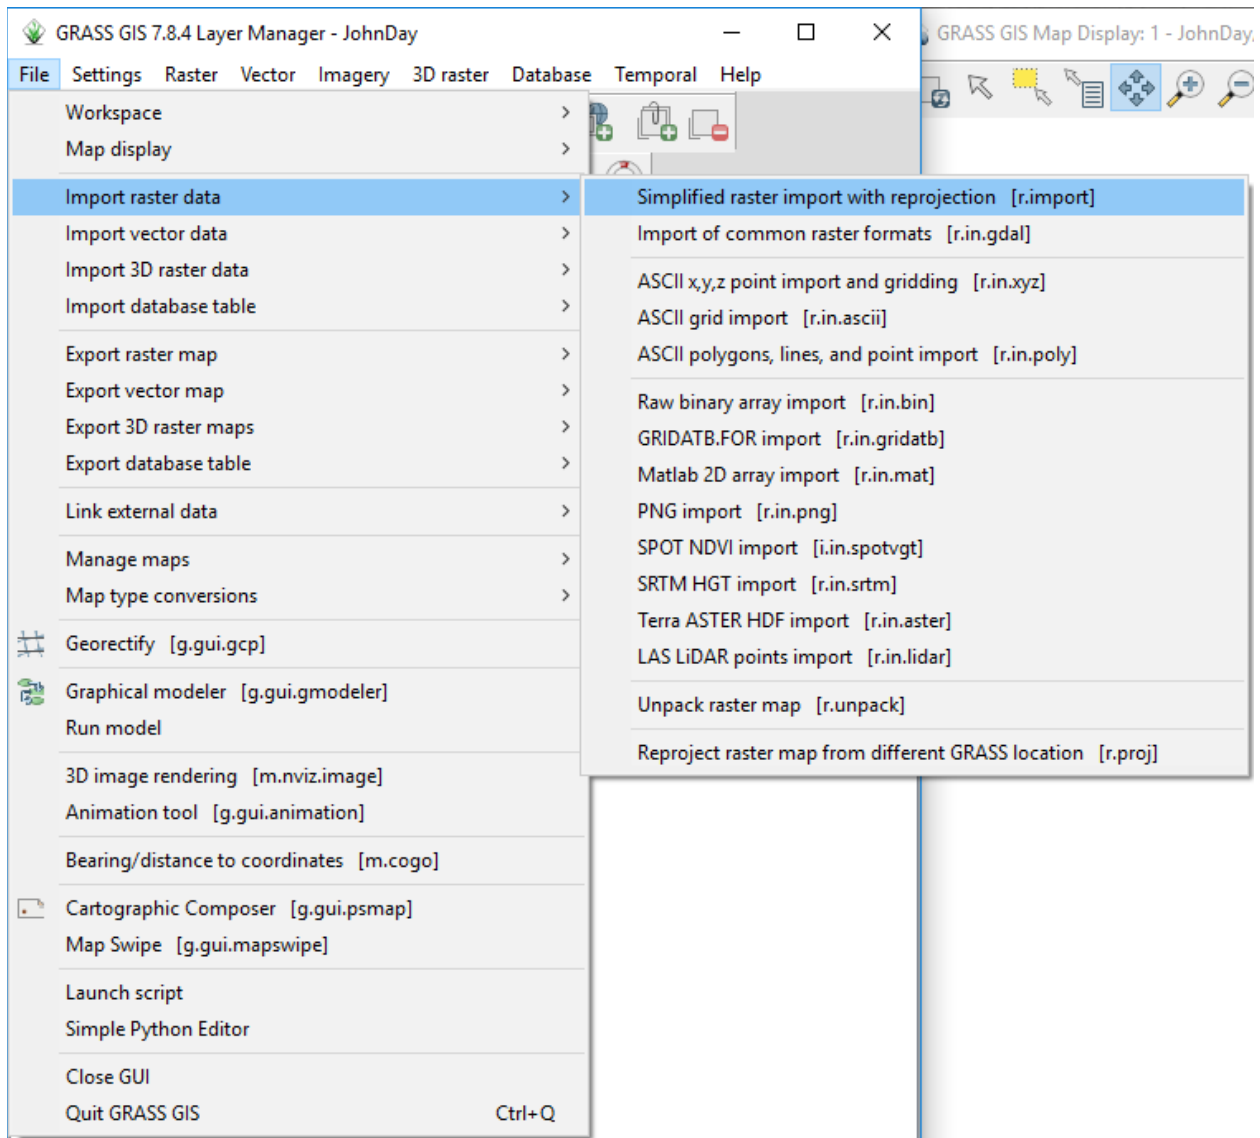 GRASS GIS 7.8.4 Layer Manager - JohnDay
GRASS GIS Map Display: 1 - JohnDay/
File Settings Raster Vector Imagery 3D raster Database Temporal Help
Workspace
Map display
Import raster data
Import vector data
Import 3D raster data
Import database table
Export raster map
Export vector map
Export 3D raster maps
Export database table
Link external data
Manage maps
Map type conversions
Georectify [g.gui.gcp]
Graphical modeler [g.gui.gmodeler]
Run model
3D image rendering [m.nviz.image]
Animation tool [g.gui.animation]
Bearing/distance to coordinates [m.cogo]
Cartographic Composer [g.gui.psmap]
Map Swipe [g.gui.mapswipe]
Launch script
Simple Python Editor
Close GUI
Quit GRASS GIS Ctrl+Q
Simplified raster import with reprojection [r.import]
Import of common raster formats [r.in.gdal]
ASCII x,y,z point import and gridding [r.in.xyz]
ASCII grid import [r.in.ascii]
ASCII polygons, lines, and point import [r.in.poly]
Raw binary array import [r.in.bin]
GRIDATB.FOR import [r.in.gridatb]
Matlab 2D array import [r.in.mat]
PNG import [r.in.png]
SPOT NDVI import [i.in.spotvgt]
SRTM HGT import [r.in.srtm]
Terra ASTER HDF import [r.in.aster]
LAS LiDAR points import [r.in.lidar]
Unpack raster map [r.unpack]
Reproject raster map from different GRASS location [r.proj]